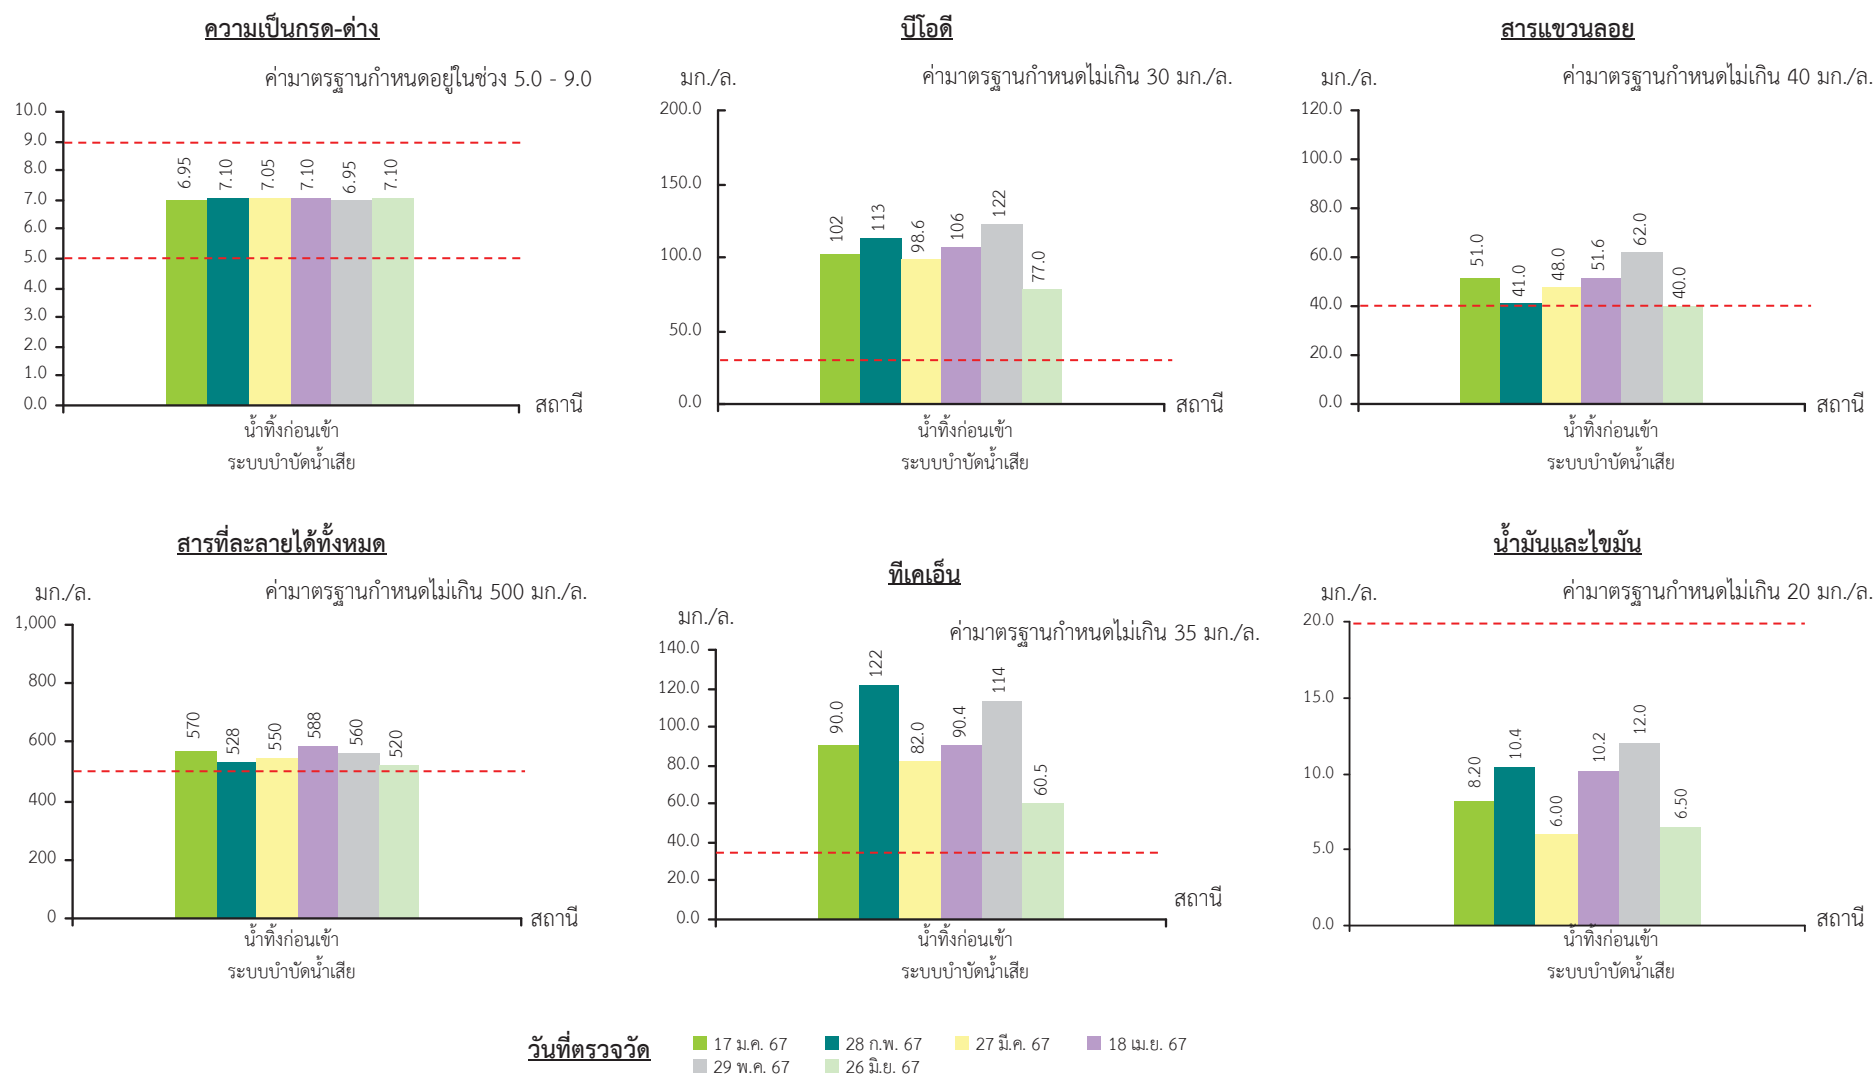 ความเป็นกรด-ด่าง
ค่ามาตรฐานกำหนดอยู่ในช่วง 5.0 - 9.0
10.0
9.0
8.0
7.0
6.0
5.0
4.0
3.0
2.0
1.0
0.0
6.95
7.10
7.05
7.10
6.95
7.10
สถานี
น้ำทิ้งก่อนเข้า
ระบบบำบัดน้ำเสีย
บีโอดี
มก./ล.
ค่ามาตรฐานกำหนดไม่เกิน 30 มก./ล.
200.0
150.0
100.0
50.0
0.0
102
113
98.6
106
122
77.0
สถานี
น้ำทิ้งก่อนเข้า
ระบบบำบัดน้ำเสีย
สารแขวนลอย
มก./ล.
ค่ามาตรฐานกำหนดไม่เกิน 40 มก./ล.
120.0
100.0
80.0
60.0
40.0
20.0
0.0
51.0
41.0
48.0
51.6
62.0
40.0
สถานี
น้ำทิ้งก่อนเข้า
ระบบบำบัดน้ำเสีย
สารที่ละลายได้ทั้งหมด
มก./ล.
ค่ามาตรฐานกำหนดไม่เกิน 500 มก./ล.
1,000
800
600
400
200
0
570
528
550
588
560
520
สถานี
น้ำทิ้งก่อนเข้า
ระบบบำบัดน้ำเสีย
ทีเคเอ็น
มก./ล.
ค่ามาตรฐานกำหนดไม่เกิน 35 มก./ล.
140.0
120.0
100.0
80.0
60.0
40.0
20.0
0.0
90.0
122
82.0
90.4
114
60.5
สถานี
น้ำทิ้งก่อนเข้า
ระบบบำบัดน้ำเสีย
น้ำมันและไขมัน
มก./ล.
ค่ามาตรฐานกำหนดไม่เกิน 20 มก./ล.
20.0
15.0
10.0
5.0
0.0
8.20
10.4
6.00
10.2
12.0
6.50
สถานี
น้ำทิ้งก่อนเข้า
ระบบบำบัดน้ำเสีย
วันที่ตรวจวัด
17 ม.ค. 67 28 ก.พ. 67 27 มี.ค. 67 18 เม.ย. 67
29 พ.ค. 67 26 มิ.ย. 67